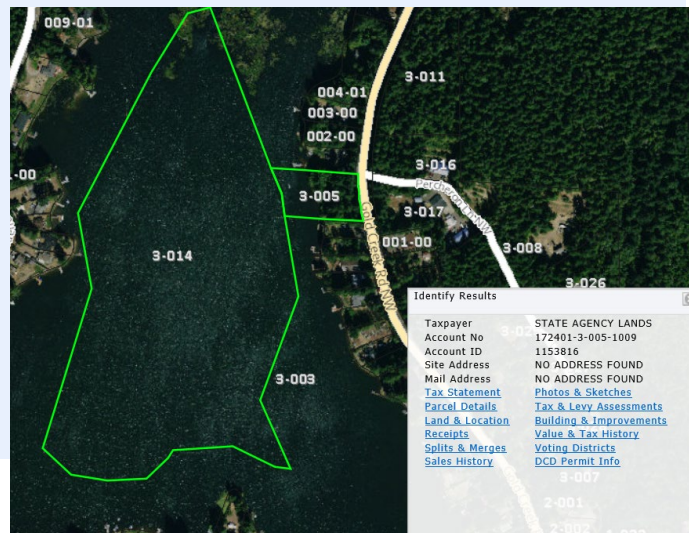 009-01
3-011
004-01
003-00
002-00
3-016
-00
Percheron Ln NW
3-005
3-017
Gold Creek Rd NW
001-00
3-008
3-014
3-026
Identify Results
Taxpayer STATE AGENCY LANDS
Account No 172401-3-005-1009
Account ID 1153816
Site Address NO ADDRESS FOUND
Mail Address NO ADDRESS FOUND
Tax Statement Photos & Sketches
Parcel Details Tax & Levy Assessments
Land & Location Building & Improvements
Receipts Value & Tax History
Splits & Merges Voting Districts
Sales History DCD Permit Info
3-003
3-007
2-001
2-002